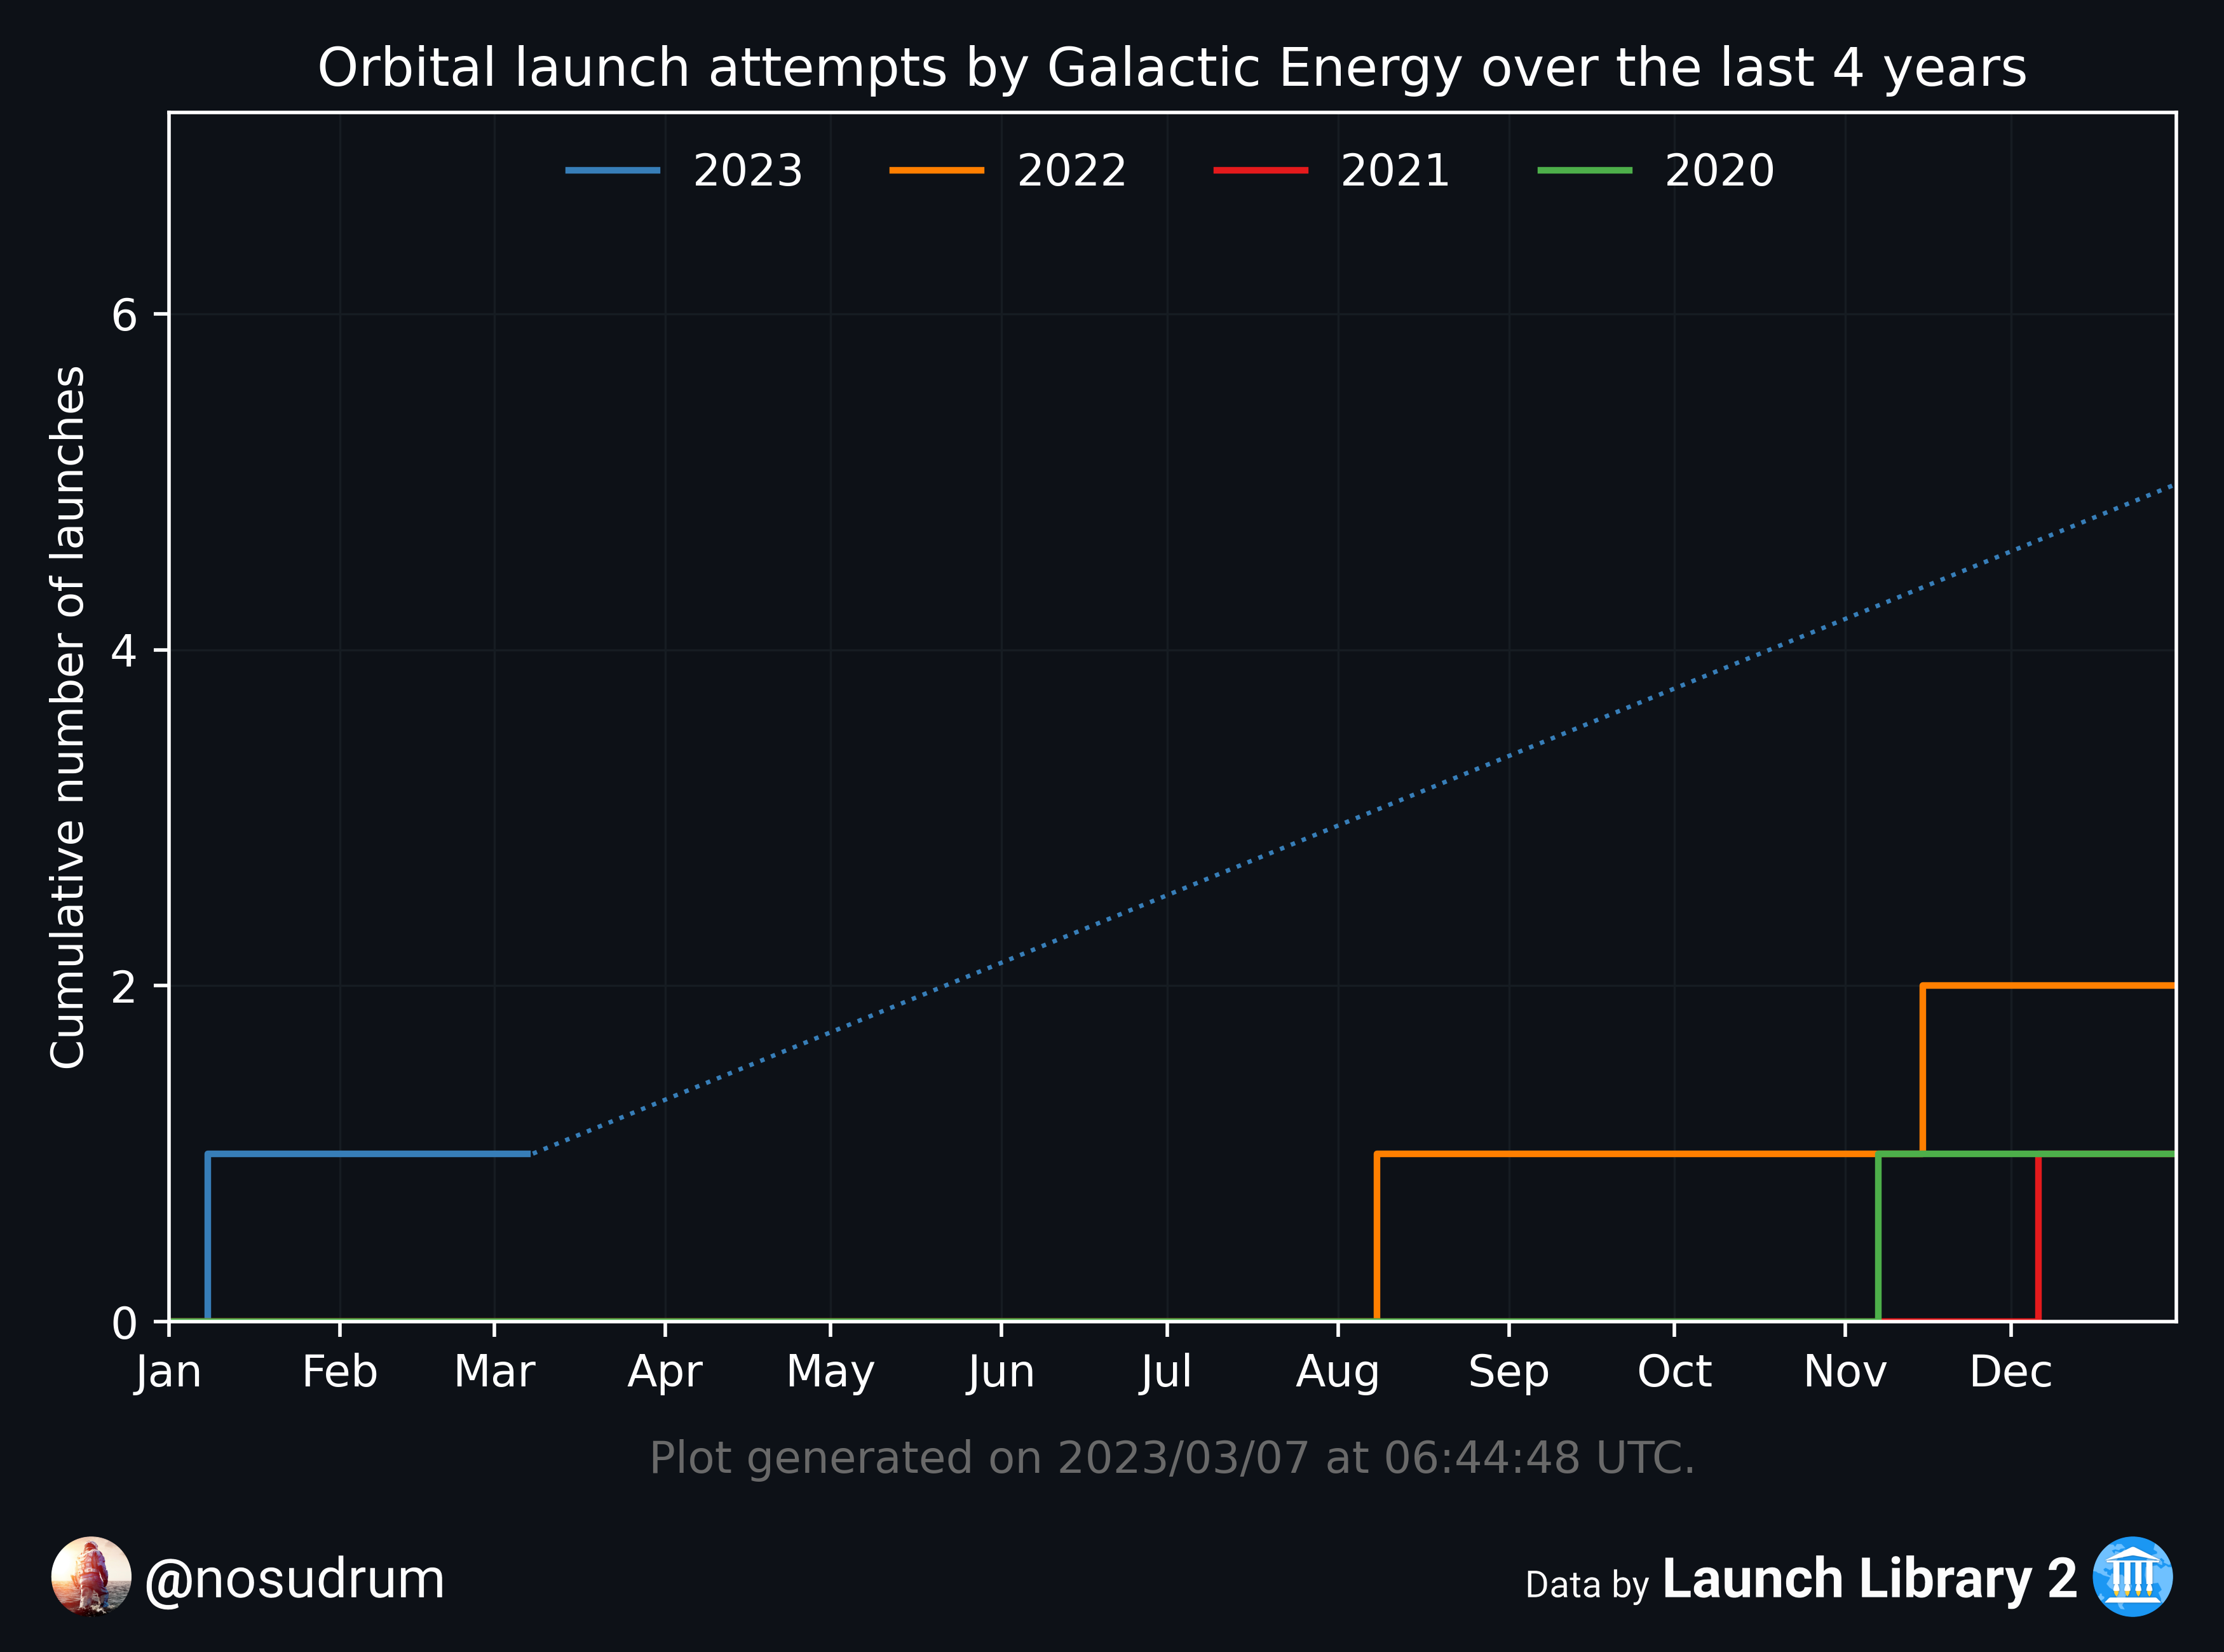 Orbital launch attempts by Galactic Energy over the last 4 years
2023 2022 2021 2020
Cumulative number of launches
6
4
2
0
Jan Feb Mar Apr May Jun Jul Aug Sep Oct Nov Dec
Plot generated on 2023/03/07 at 06:44:48 UTC.
@nosudrum
Data by Launch Library 2